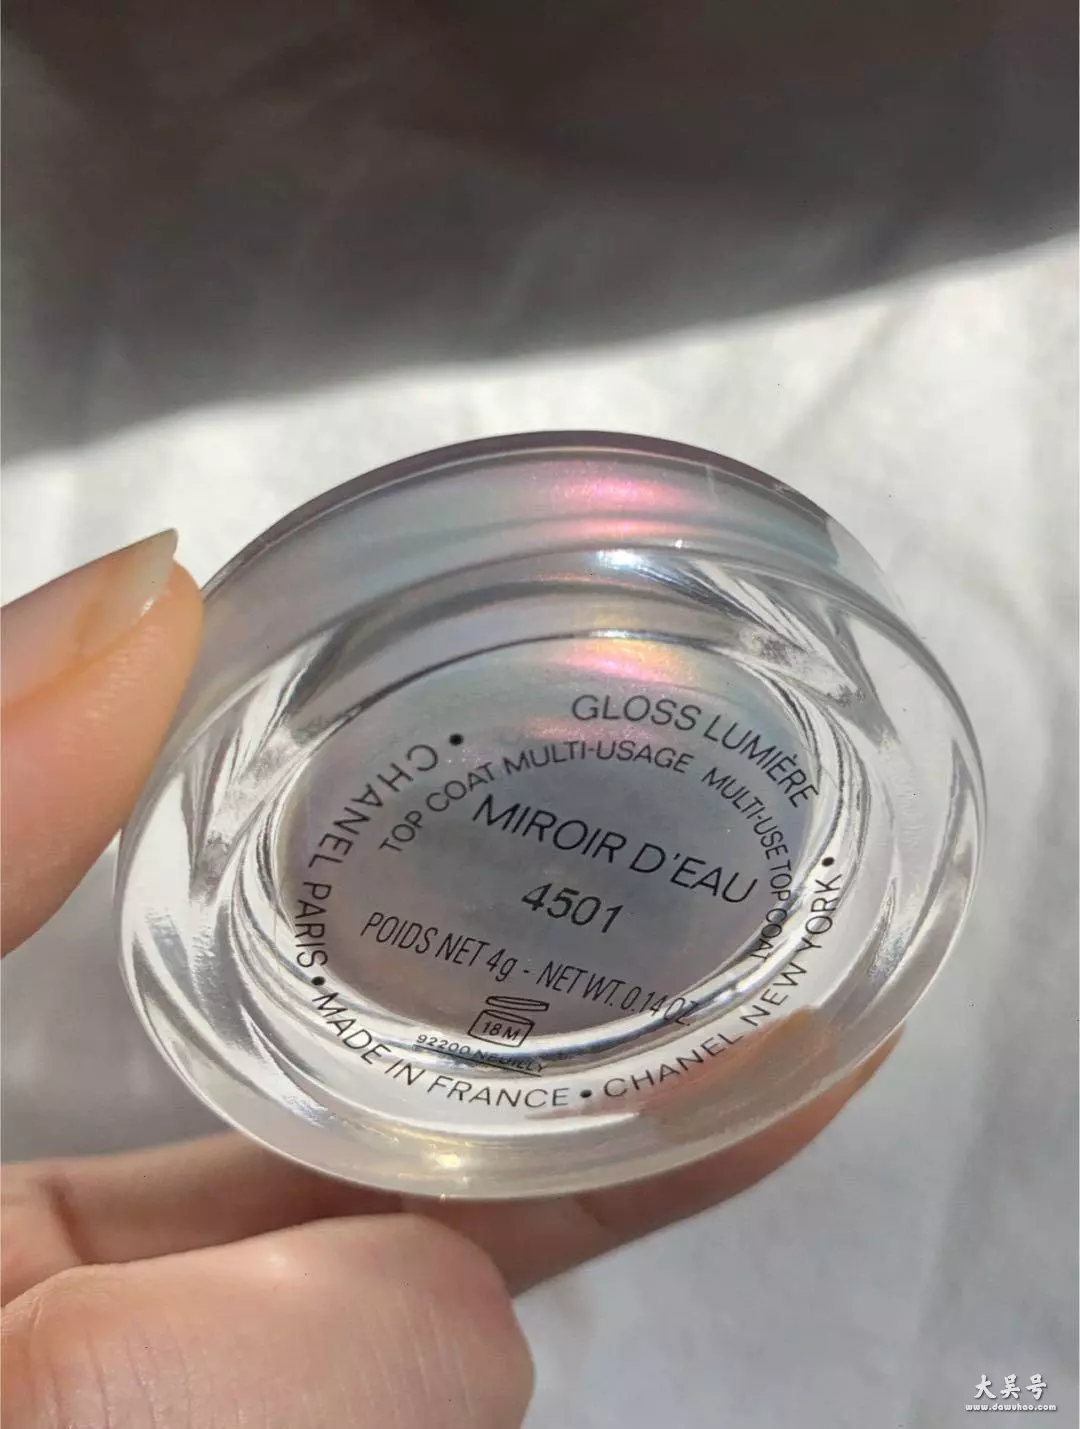 GLOSS LUMIÈRE
TOP COAT MULTI-USAGE MULTI-USE TOP COAT
MIROIR D'EAU
4501
POIDS NET 4g - NET WT. 0.14 OZ.
18M
92200 NEUILLY
• CHANEL PARIS • MADE IN FRANCE • CHANEL NEW YORK •
大吴号
www.dawuhao.com